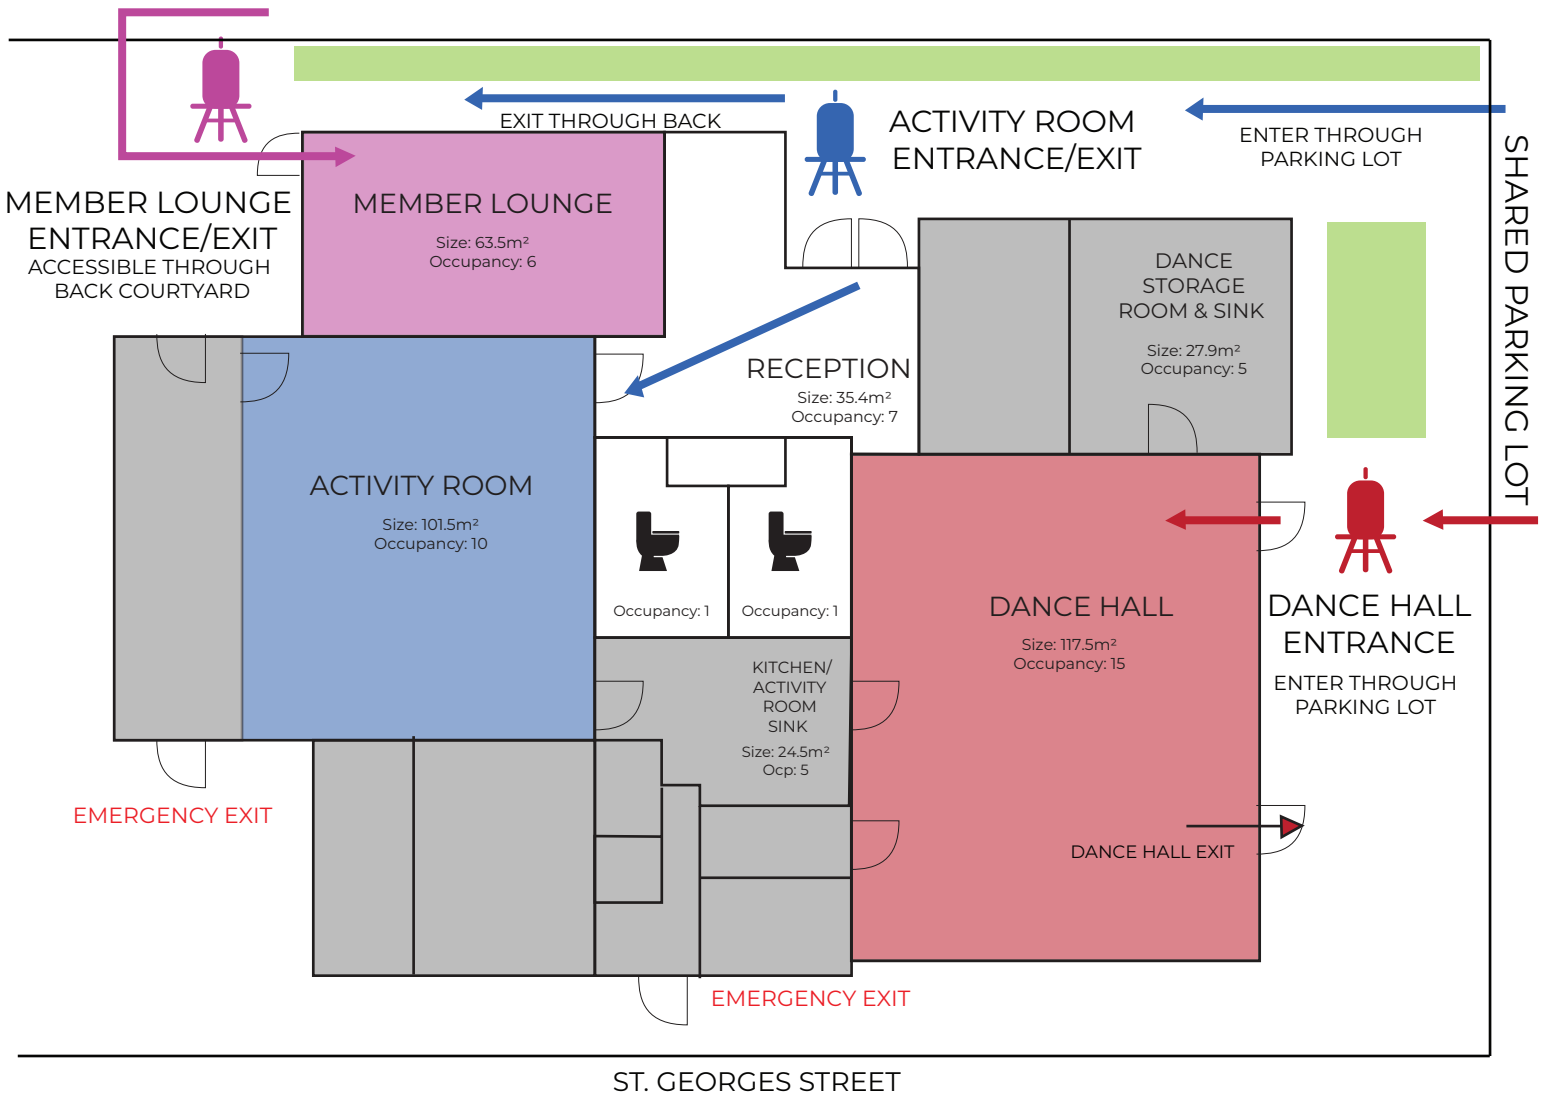 EXIT THROUGH BACK
ACTIVITY ROOM
ENTRANCE/EXIT
ENTER THROUGH
PARKING LOT
SHARED PARKING LOT
MEMBER LOUNGE
ENTRANCE/EXIT
ACCESSIBLE THROUGH
BACK COURTYARD
MEMBER LOUNGE
Size: 63.5m²
Occupancy: 6
DANCE
STORAGE
ROOM & SINK
Size: 27.9m²
Occupancy: 5
RECEPTION
Size: 35.4m²
Occupancy: 7
ACTIVITY ROOM
Size: 101.5m²
Occupancy: 10
Occupancy: 1
Occupancy: 1
DANCE HALL
Size: 117.5m²
Occupancy: 15
DANCE HALL
ENTRANCE
ENTER THROUGH
PARKING LOT
KITCHEN/
ACTIVITY
ROOM
SINK
Size: 24.5m²
Ocp: 5
EMERGENCY EXIT
DANCE HALL EXIT
EMERGENCY EXIT
ST. GEORGES STREET